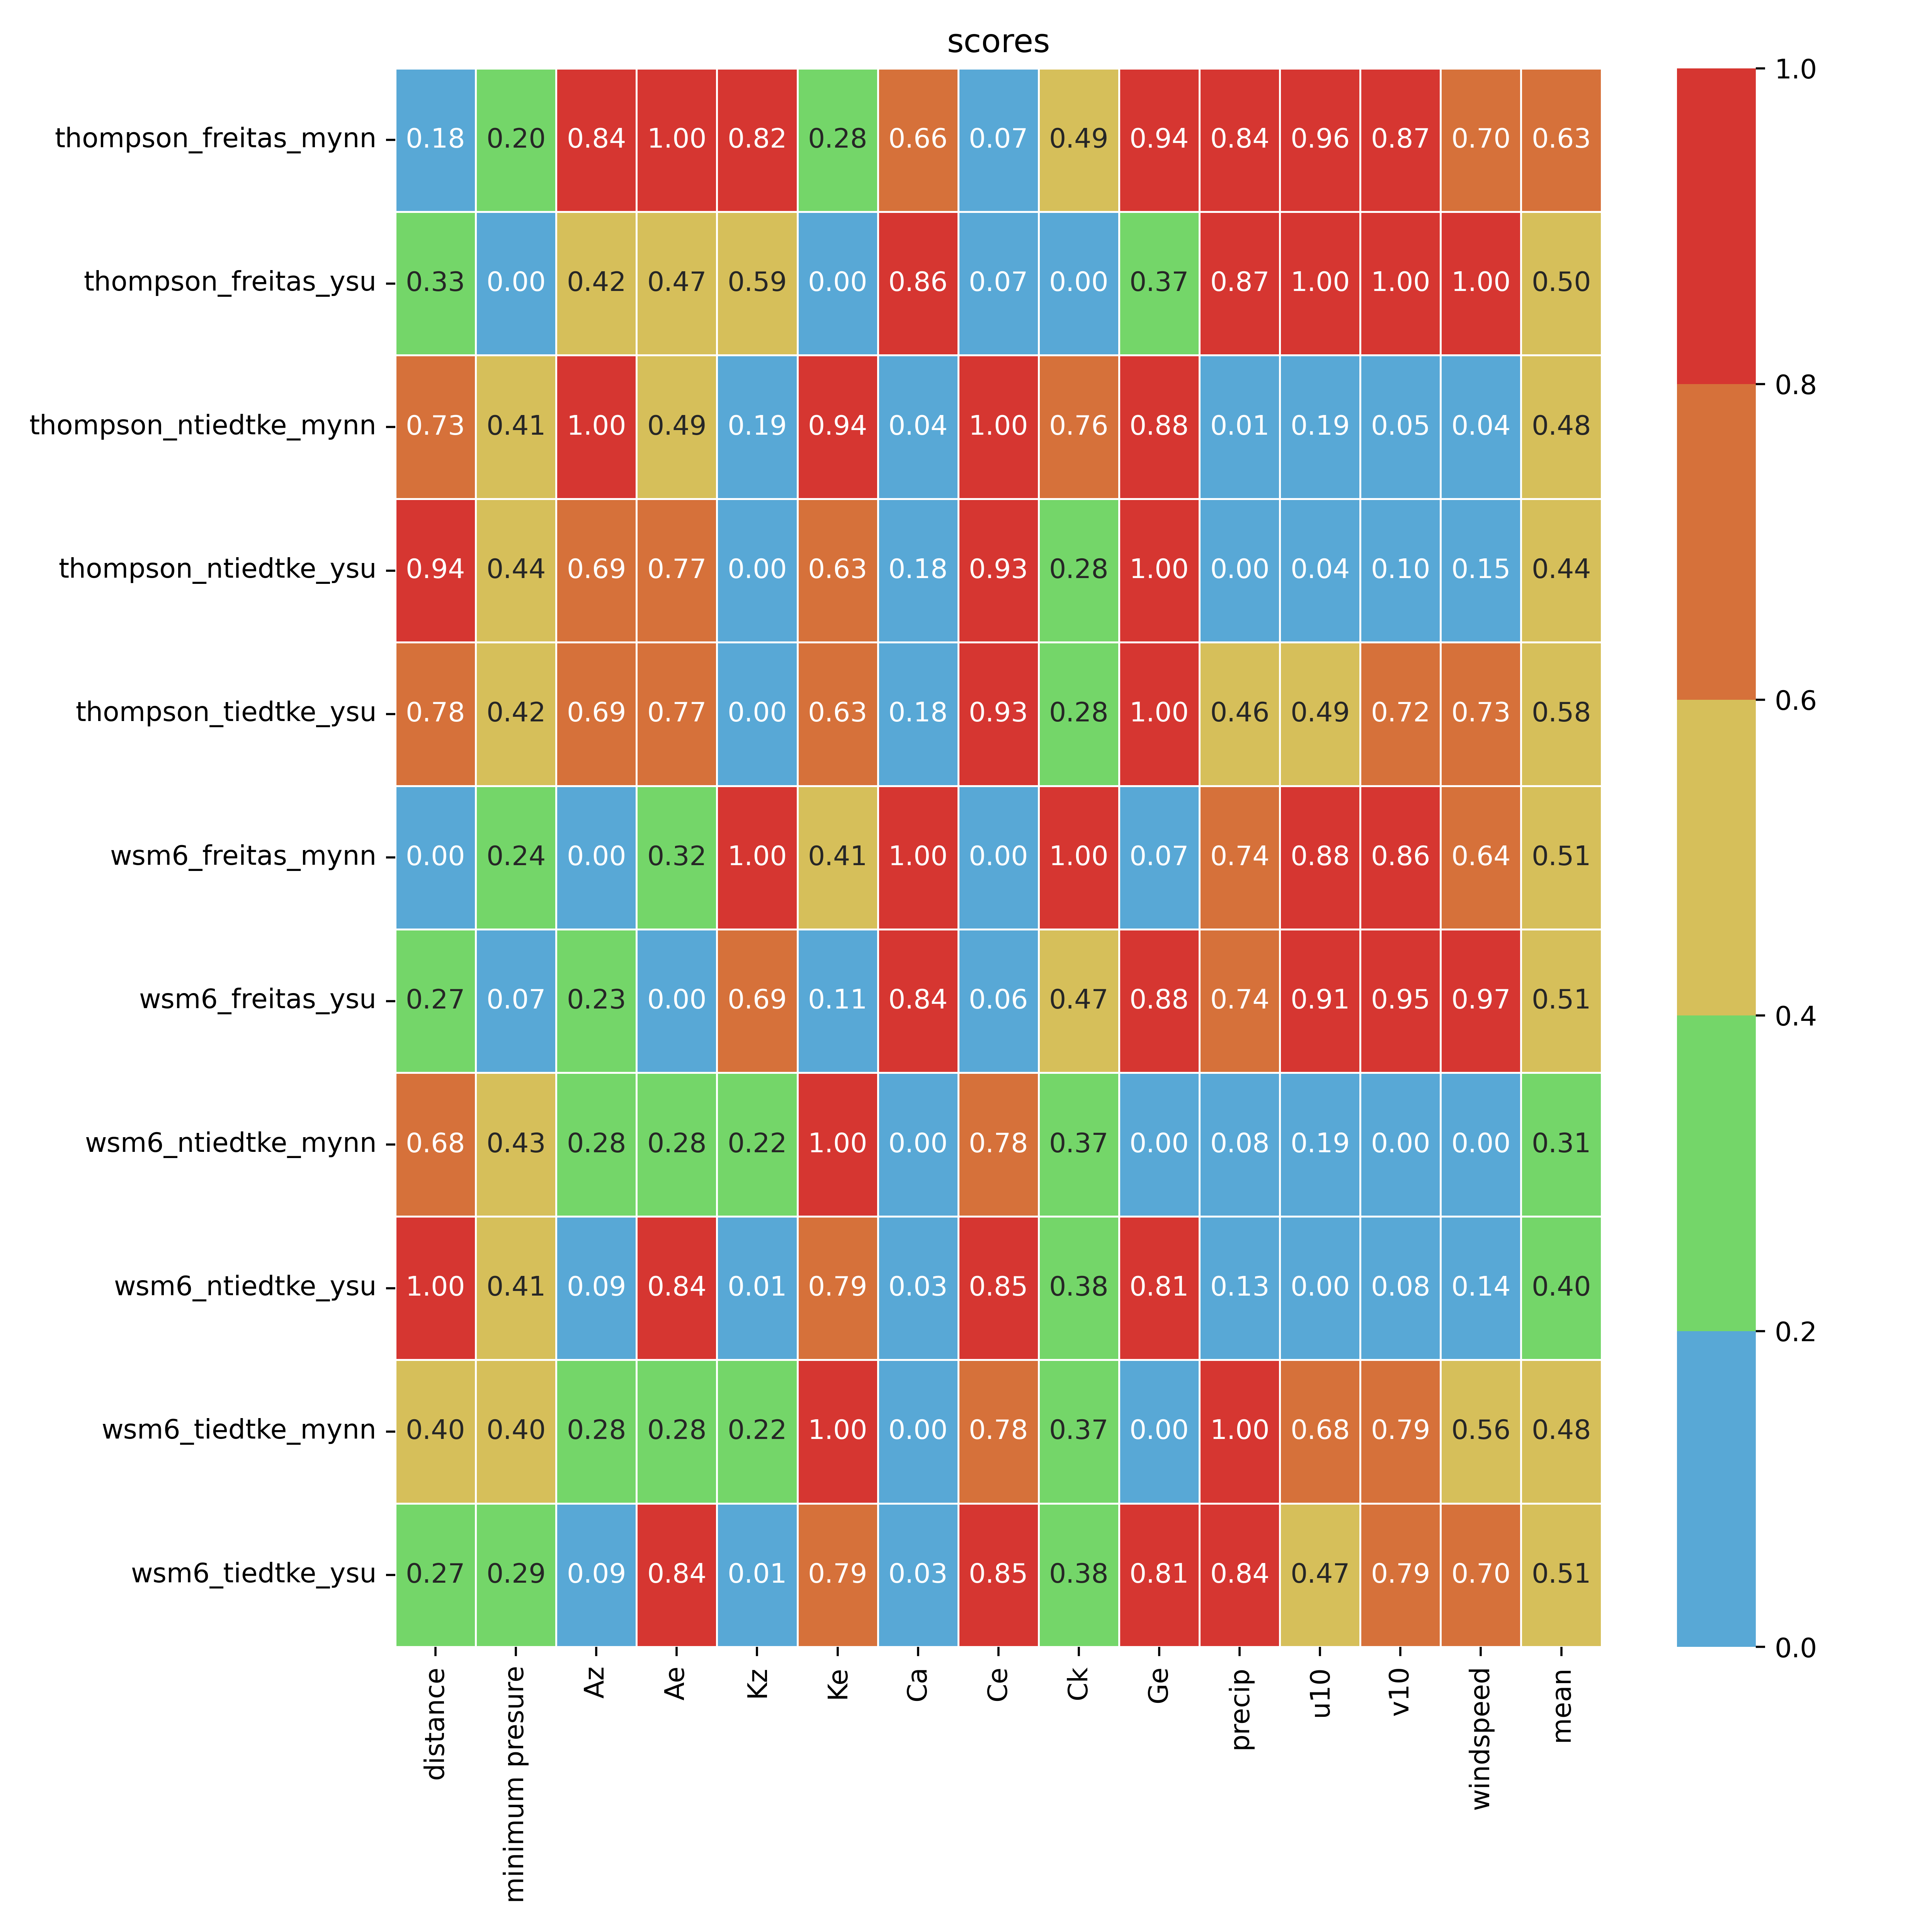 scores
thompson_freitas_mynn 0.18 0.20 0.84 1.00 0.82 0.28 0.66 0.07 0.49 0.94 0.84 0.96 0.87 0.70 0.63
thompson_freitas_ysu 0.33 0.00 0.42 0.47 0.59 0.00 0.86 0.07 0.00 0.37 0.87 1.00 1.00 1.00 0.50
thompson_ntiedtke_mynn 0.73 0.41 1.00 0.49 0.19 0.94 0.04 1.00 0.76 0.88 0.01 0.19 0.05 0.04 0.48
thompson_ntiedtke_ysu 0.94 0.44 0.69 0.77 0.00 0.63 0.18 0.93 0.28 1.00 0.00 0.04 0.10 0.15 0.44
thompson_tiedtke_ysu 0.78 0.42 0.69 0.77 0.00 0.63 0.18 0.93 0.28 1.00 0.46 0.49 0.72 0.73 0.58
wsm6_freitas_mynn 0.00 0.24 0.00 0.32 1.00 0.41 1.00 0.00 1.00 0.07 0.74 0.88 0.86 0.64 0.51
wsm6_freitas_ysu 0.27 0.07 0.23 0.00 0.69 0.11 0.84 0.06 0.47 0.88 0.74 0.91 0.95 0.97 0.51
wsm6_ntiedtke_mynn 0.68 0.43 0.28 0.28 0.22 1.00 0.00 0.78 0.37 0.00 0.08 0.19 0.00 0.00 0.31
wsm6_ntiedtke_ysu 1.00 0.41 0.09 0.84 0.01 0.79 0.03 0.85 0.38 0.81 0.13 0.00 0.08 0.14 0.40
wsm6_tiedtke_mynn 0.40 0.40 0.28 0.28 0.22 1.00 0.00 0.78 0.37 0.00 1.00 0.68 0.79 0.56 0.48
wsm6_tiedtke_ysu 0.27 0.29 0.09 0.84 0.01 0.79 0.03 0.85 0.38 0.81 0.84 0.47 0.79 0.70 0.51
distance
minimum presure
Az
Ae
Kz
Ke
Ca
Ce
Ck
Ge
precip
u10
v10
windspeed
mean
1.0
0.8
0.6
0.4
0.2
0.0